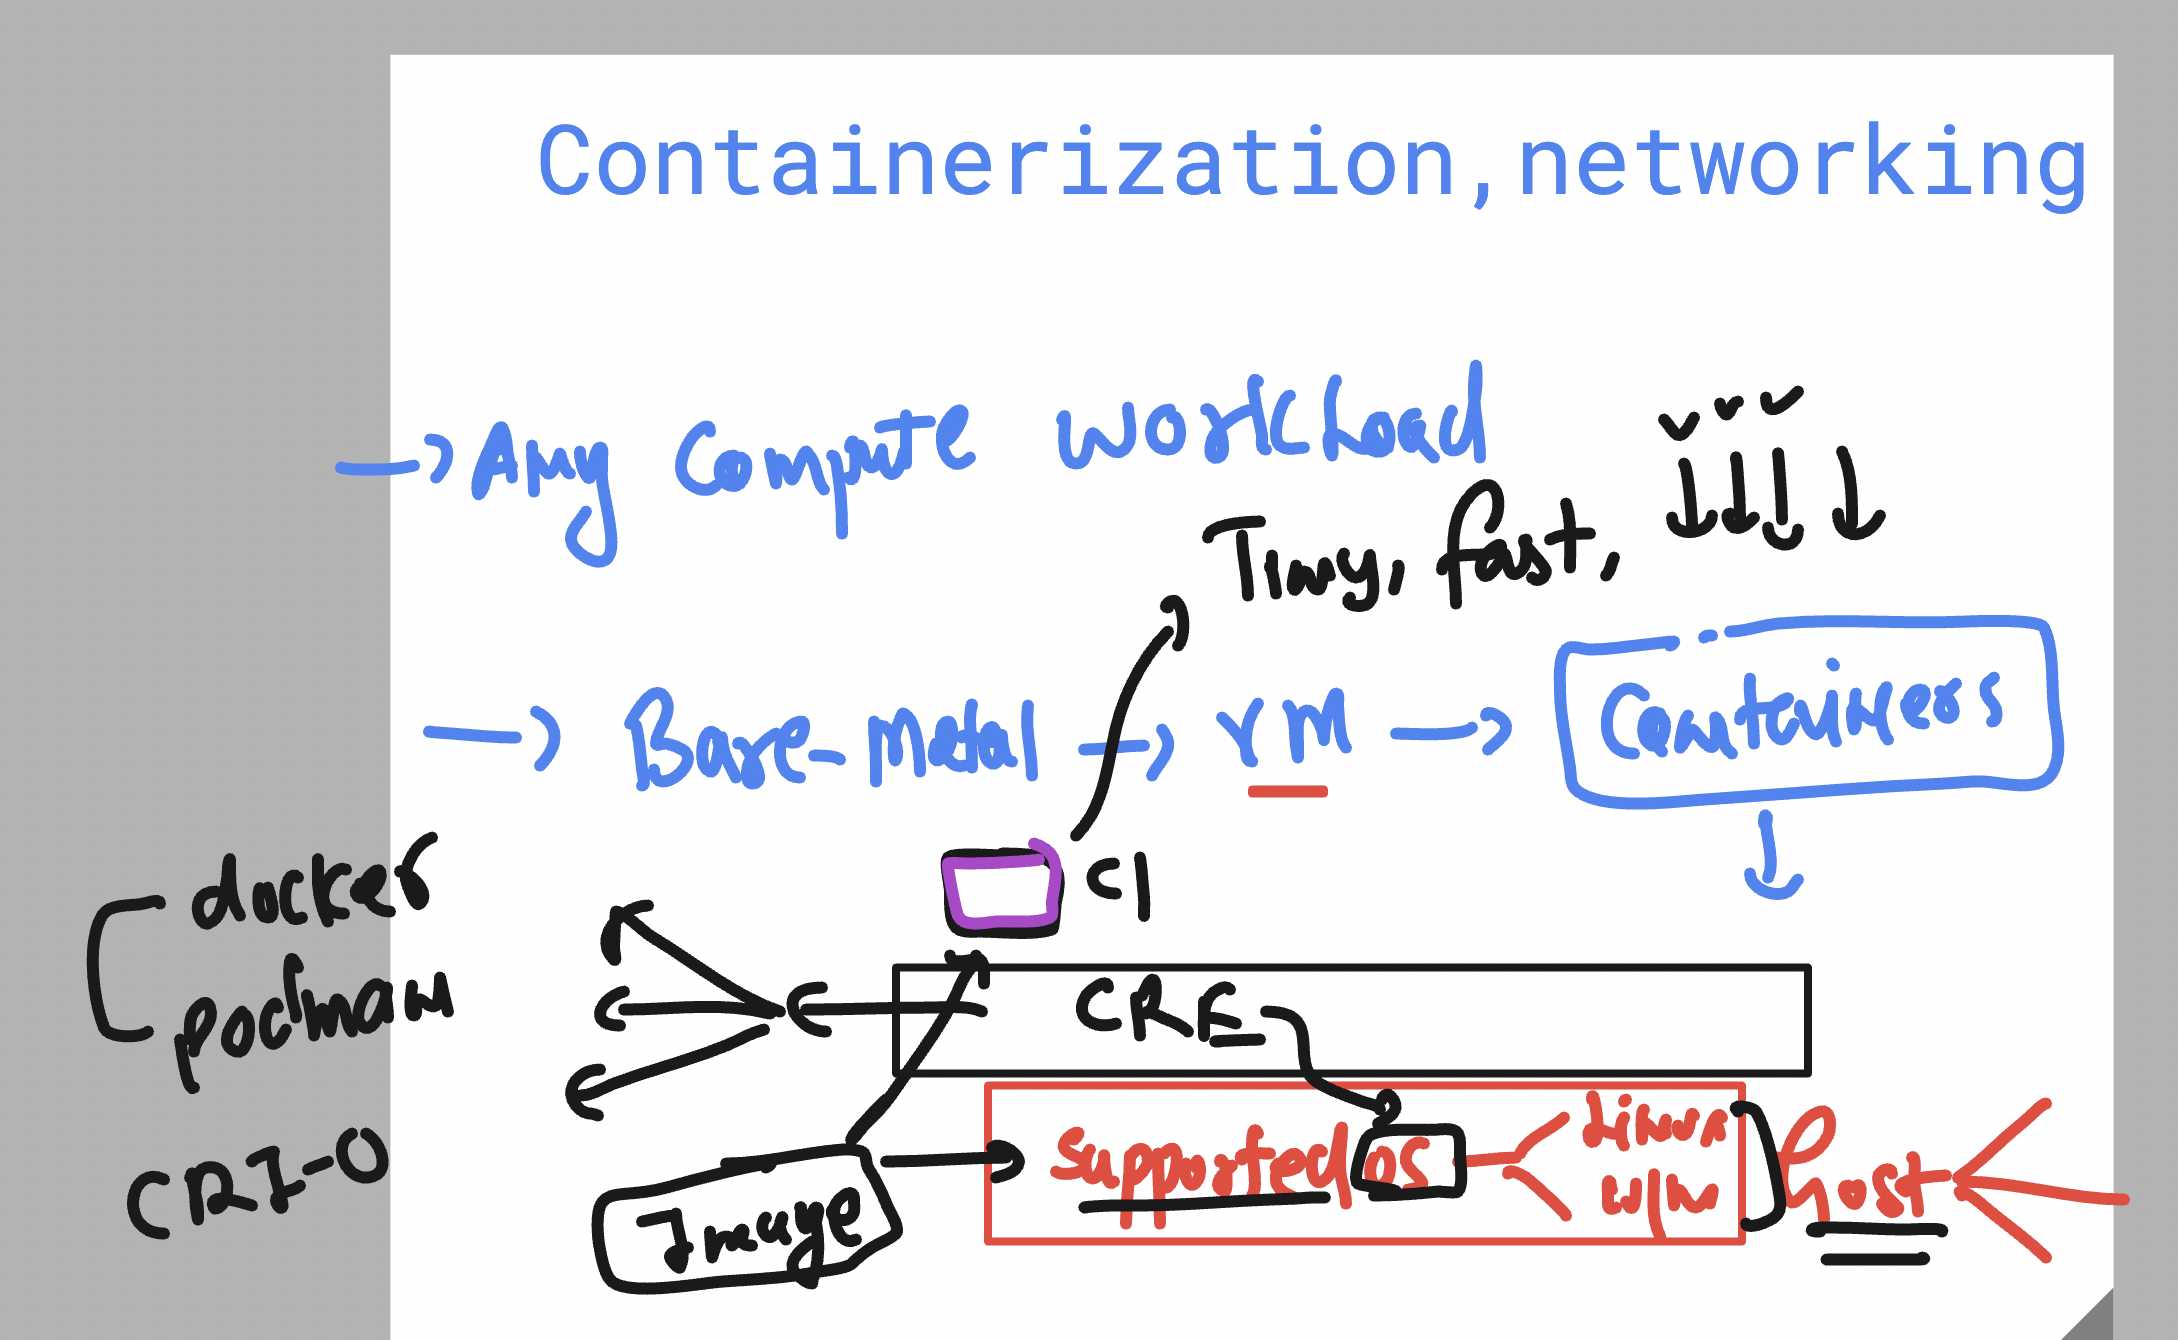 Containerization,networking
→ Any Compute workLoad
Tiny, fast,
→ Bare-Metal → VM → Containers
C1
docker
podman
CRE
CRI-O
Supported OS
Linux
Win
Host
Image